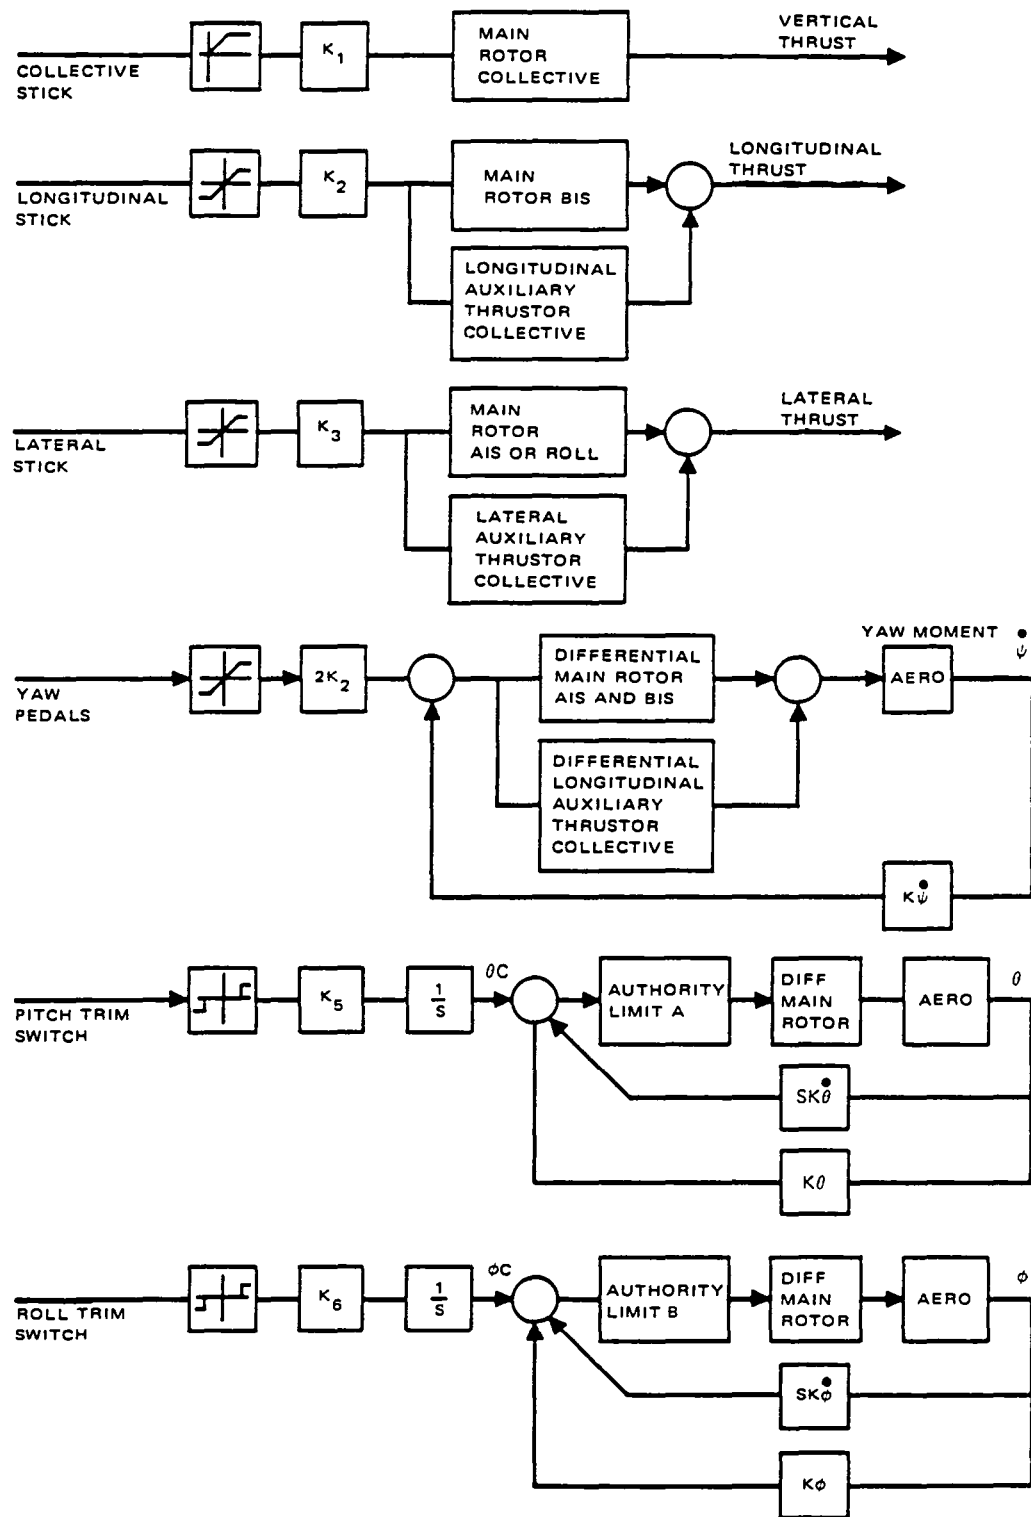 COLLECTIVE
STICK
K1
MAIN
ROTOR
COLLECTIVE
VERTICAL
THRUST
LONGITUDINAL
STICK
K2
MAIN
ROTOR BIS
LONGITUDINAL
AUXILIARY
THRUSTOR
COLLECTIVE
LONGITUDINAL
THRUST
LATERAL
STICK
K3
MAIN
ROTOR
AIS OR ROLL
LATERAL
AUXILIARY
THRUSTOR
COLLECTIVE
LATERAL
THRUST
YAW
PEDALS
2K2
DIFFERENTIAL
MAIN ROTOR
AIS AND BIS
DIFFERENTIAL
LONGITUDINAL
AUXILIARY
THRUSTOR
COLLECTIVE
YAW MOMENT
AERO
ψ̇
Kψ̇
PITCH TRIM
SWITCH
K5
1
S
θC
AUTHORITY
LIMIT A
DIFF
MAIN
ROTOR
AERO
θ
SKθ̇
Kθ
ROLL TRIM
SWITCH
K6
1
S
ϕC
AUTHORITY
LIMIT B
DIFF
MAIN
ROTOR
AERO
ϕ
SKϕ̇
Kϕ